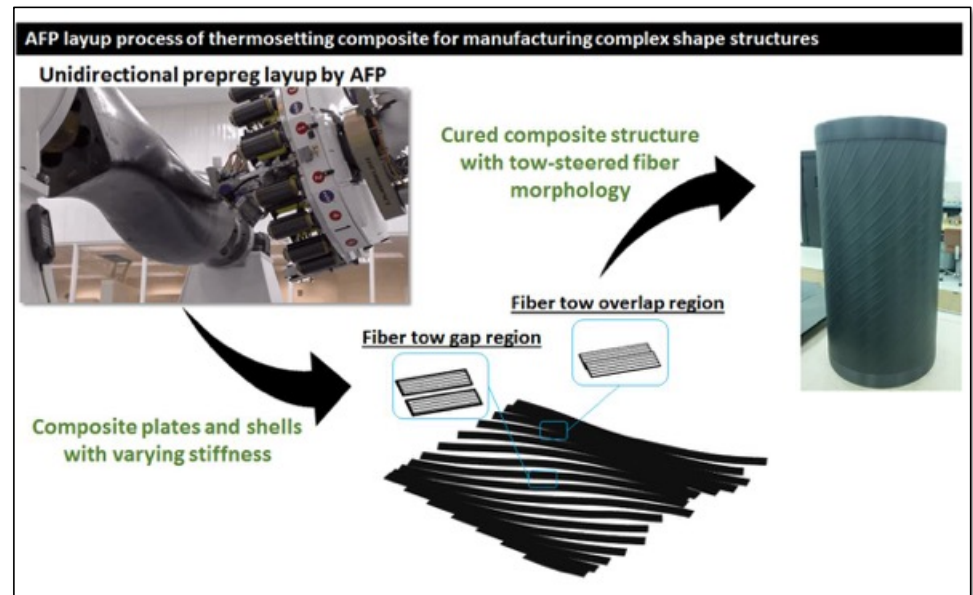 AFP layup process of thermosetting composite for manufacturing complex shape structures
Unidirectional prepreg layup by AFP
Cured composite structure
with tow-steered fiber
morphology
Fiber tow overlap region
Fiber tow gap region
Composite plates and shells
with varying stiffness